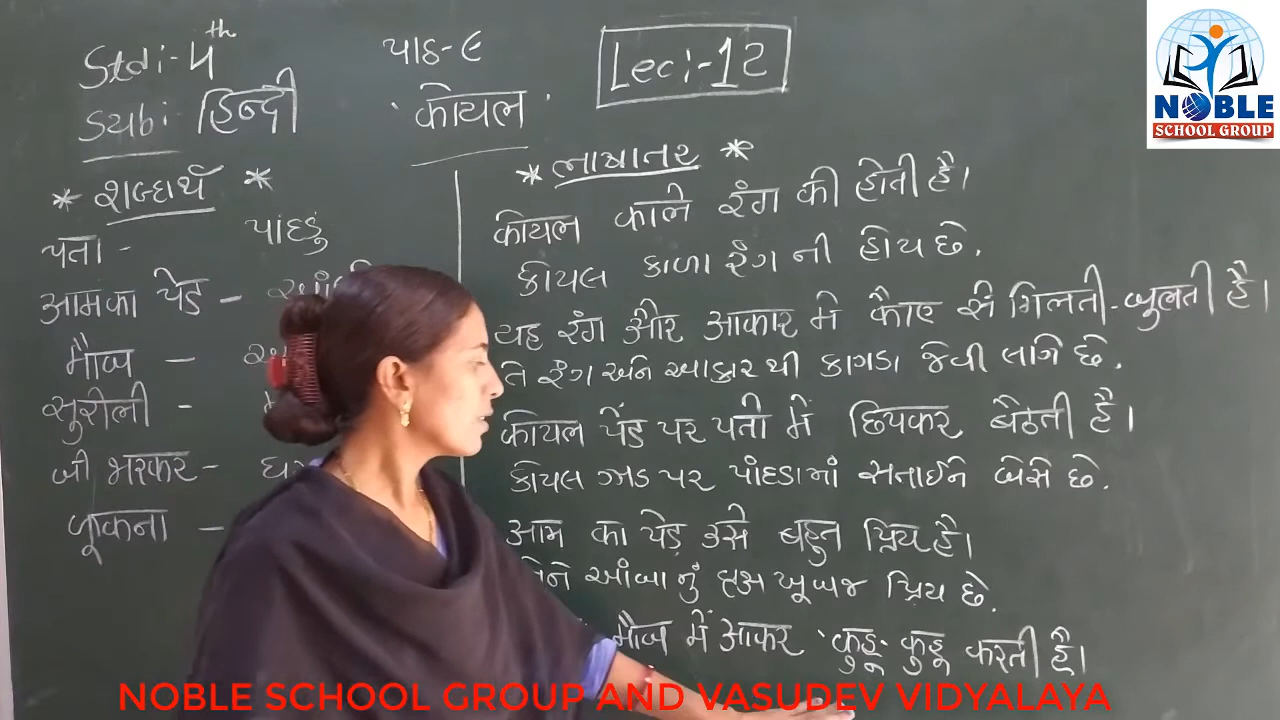 Std:- 4th
પાઠ-૯
Lec:-12
Sub: हिन्दी
कोयल
NOBLE
SCHOOL GROUP
* શબ્દાર્થ *
पता - પાંદડું
आमका पेड -
मौज -
सुरीली -
जी भरकर -
कूकना -
* ભાષાંતર *
कोयल काले रंग की होती है।
કોયલ કાળા રંગ ની હોય છે.
यह रंग और आकार मे कौए से मिलती-जुलती है।
તે રંગ અને આકાર થી કાગડા જેવી લાગે છે.
कोयल पेड पर पतो में छिपकर बैठती है।
કોયલ ઝાડ પર પાંદડામાં સંતાઈને બેસે છે.
आम का पेड़ उसे बहुत प्रिय है।
તેને આંબા નું વૃક્ષ ખૂબજ પ્રિય છે.
मौज में आकर 'कुहू-कुहू करती है।
NOBLE SCHOOL GROUP AND VASUDEV VIDYALAYA